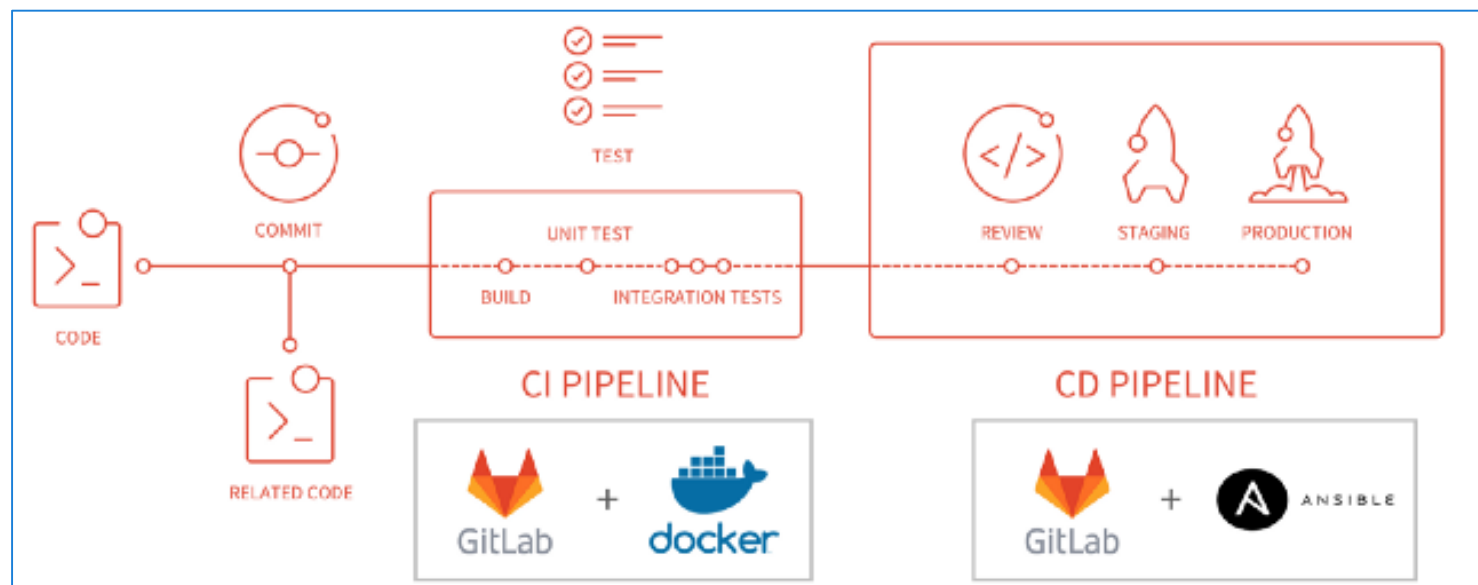 TEST
COMMIT
UNIT TEST
REVIEW
STAGING
PRODUCTION
BUILD
INTEGRATION TESTS
CODE
CI PIPELINE
CD PIPELINE
RELATED CODE
GitLab
+
docker
GitLab
+
ANSIBLE